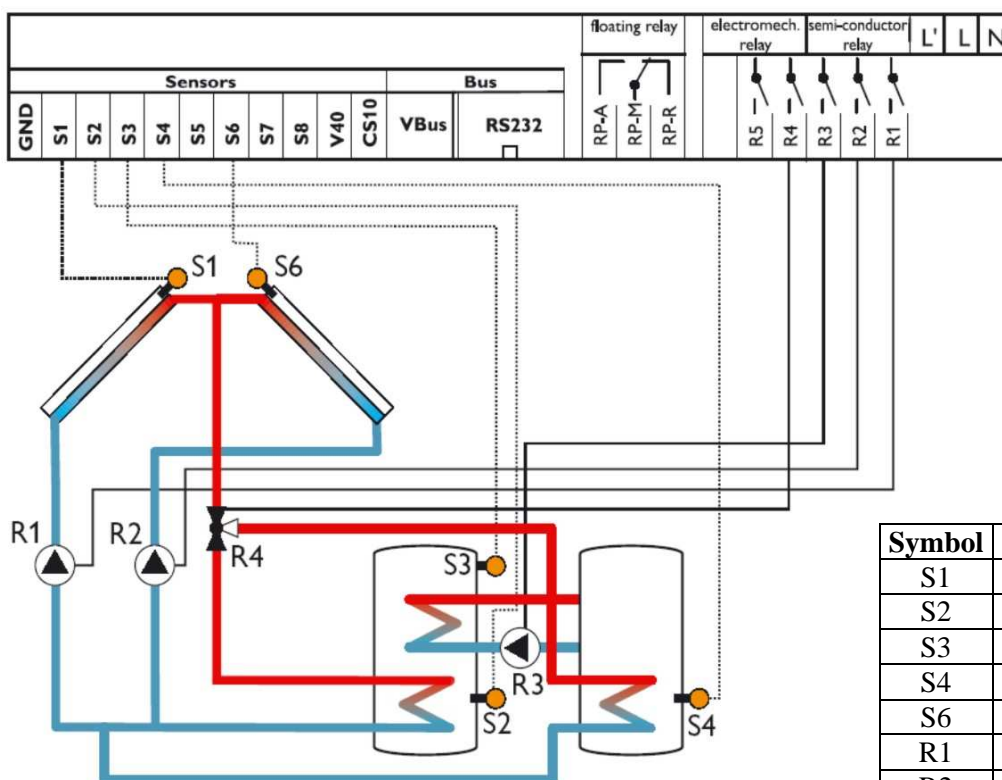 floating relay
electromech. relay
semi-conductor relay
L' L N
Sensors
Bus
GND S1 S2 S3 S4 S5 S6 S7 S8 V40 CS10
VBus
RS232
RP-A RP-M RP-R
R5 R4 R3 R2 R1
S1 S6
R1 R2 R4
S3
R3
S2 S4
Symbol
S1
S2
S3
S4
S6
R1